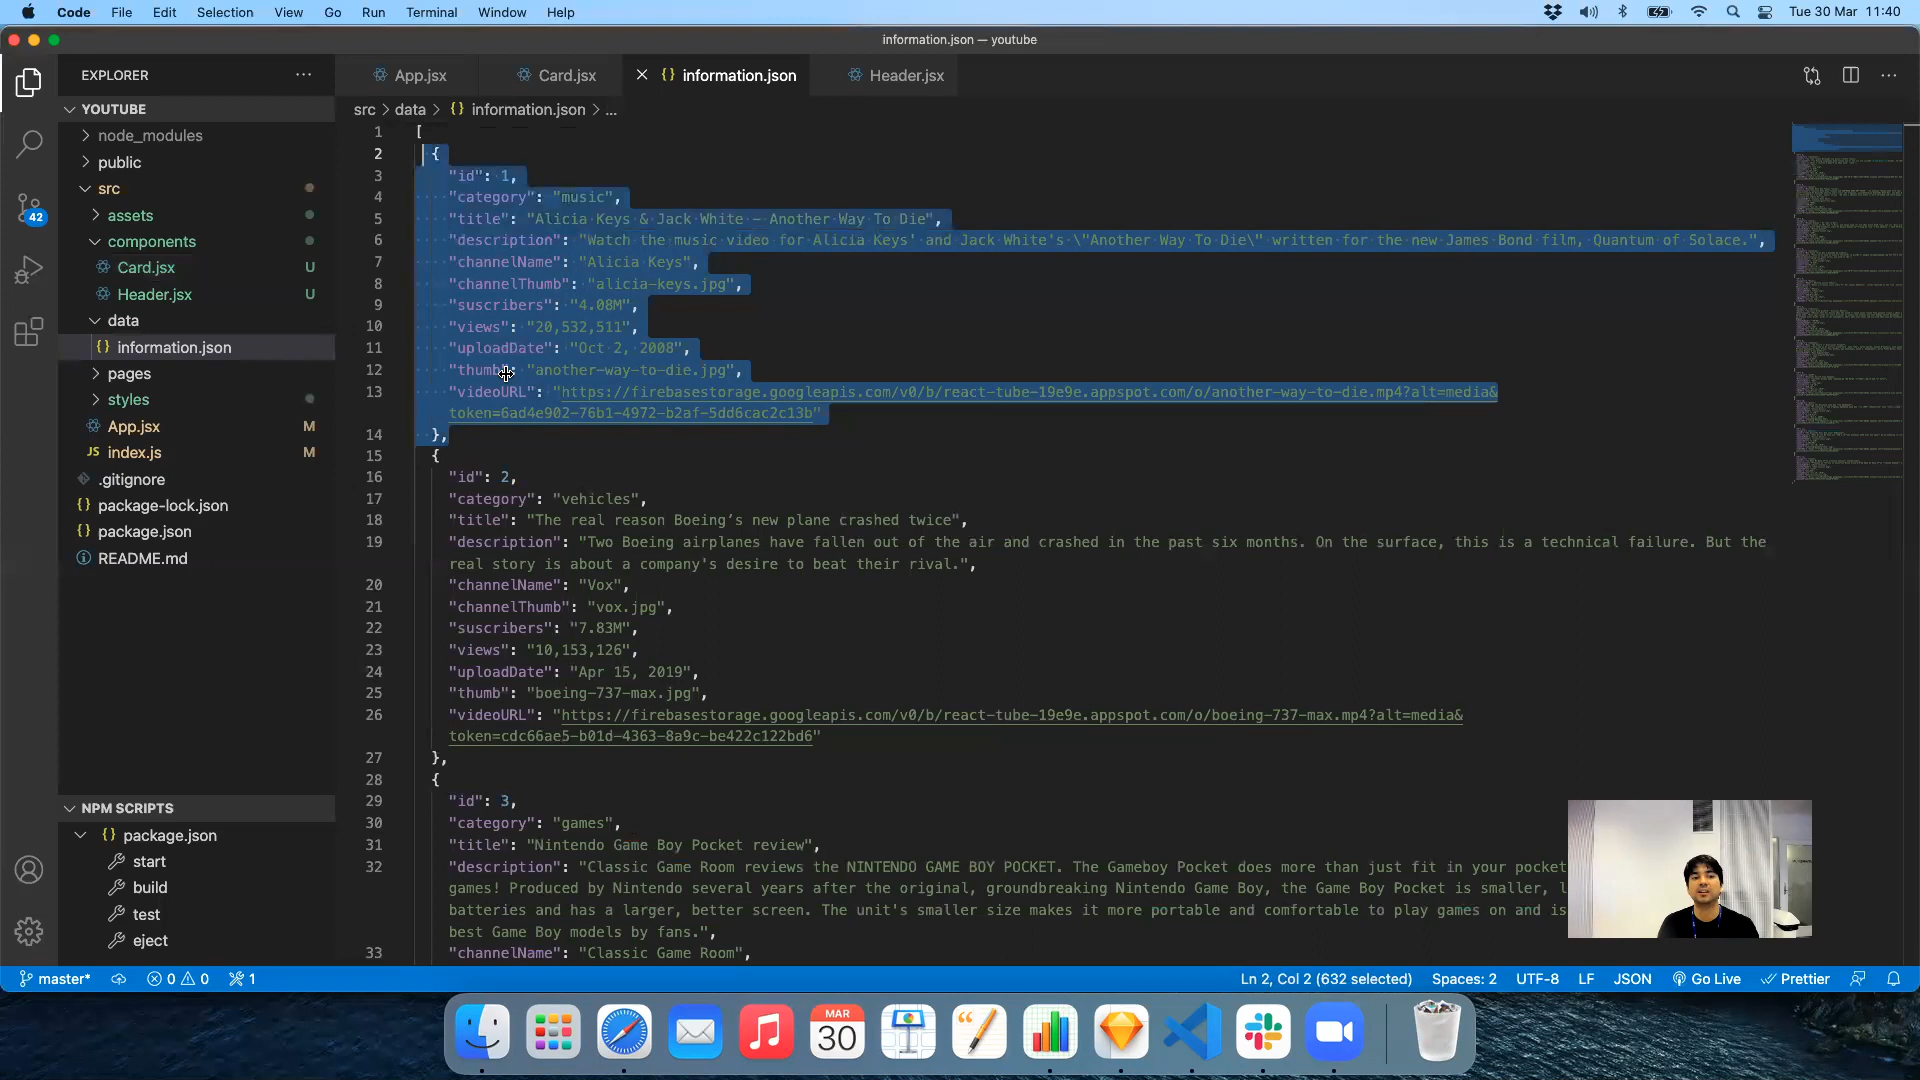 Code File Edit Selection View Go Run Terminal Window Help Tue 30 Mar 11:40
information.json — youtube
EXPLORER ...
App.jsx Card.jsx {} information.json Header.jsx
YOUTUBE
src > data > {} information.json > ...
node_modules
public
src
assets
components
Card.jsx U
Header.jsx U
data
{} information.json
pages
styles
App.jsx M
JS index.js M
.gitignore
{} package-lock.json
{} package.json
README.md
42
NPM SCRIPTS
{} package.json
start
build
test
eject
1 [
2 {
3 "id": 1,
4 "category": "music",
5 "title": "Alicia Keys & Jack White – Another Way To Die",
6 "description": "Watch the music video for Alicia Keys' and Jack White's \"Another Way To Die\" written for the new James Bond film, Quantum of Solace.",
7 "channelName": "Alicia Keys",
8 "channelThumb": "alicia-keys.jpg",
9 "suscribers": "4.08M",
10 "views": "20,532,511",
11 "uploadDate": "Oct 2, 2008",
12 "thumb": "another-way-to-die.jpg",
13 "videoURL": "https://firebasestorage.googleapis.com/v0/b/react-tube-19e9e.appspot.com/o/another-way-to-die.mp4?alt=media&
token=6ad4e902-76b1-4972-b2af-5dd6cac2c13b"
14 },
15 {
16 "id": 2,
17 "category": "vehicles",
18 "title": "The real reason Boeing’s new plane crashed twice",
19 "description": "Two Boeing airplanes have fallen out of the air and crashed in the past six months. On the surface, this is a technical failure. But the
real story is about a company's desire to beat their rival.",
20 "channelName": "Vox",
21 "channelThumb": "vox.jpg",
22 "suscribers": "7.83M",
23 "views": "10,153,126",
24 "uploadDate": "Apr 15, 2019",
25 "thumb": "boeing-737-max.jpg",
26 "videoURL": "https://firebasestorage.googleapis.com/v0/b/react-tube-19e9e.appspot.com/o/boeing-737-max.mp4?alt=media&
token=cdc66ae5-b01d-4363-8a9c-be422c122bd6"
27 },
28 {
29 "id": 3,
30 "category": "games",
31 "title": "Nintendo Game Boy Pocket review",
32 "description": "Classic Game Room reviews the NINTENDO GAME BOY POCKET. The Gameboy Pocket does more than just fit in your pocket
games! Produced by Nintendo several years after the original, groundbreaking Nintendo Game Boy, the Game Boy Pocket is smaller, l
batteries and has a larger, better screen. The unit's smaller size makes it more portable and comfortable to play games on and is
best Game Boy models by fans.",
33 "channelName": "Classic Game Room",
master* 0 0 1 Ln 2, Col 2 (632 selected) Spaces: 2 UTF-8 LF JSON Go Live Prettier
MAR
30